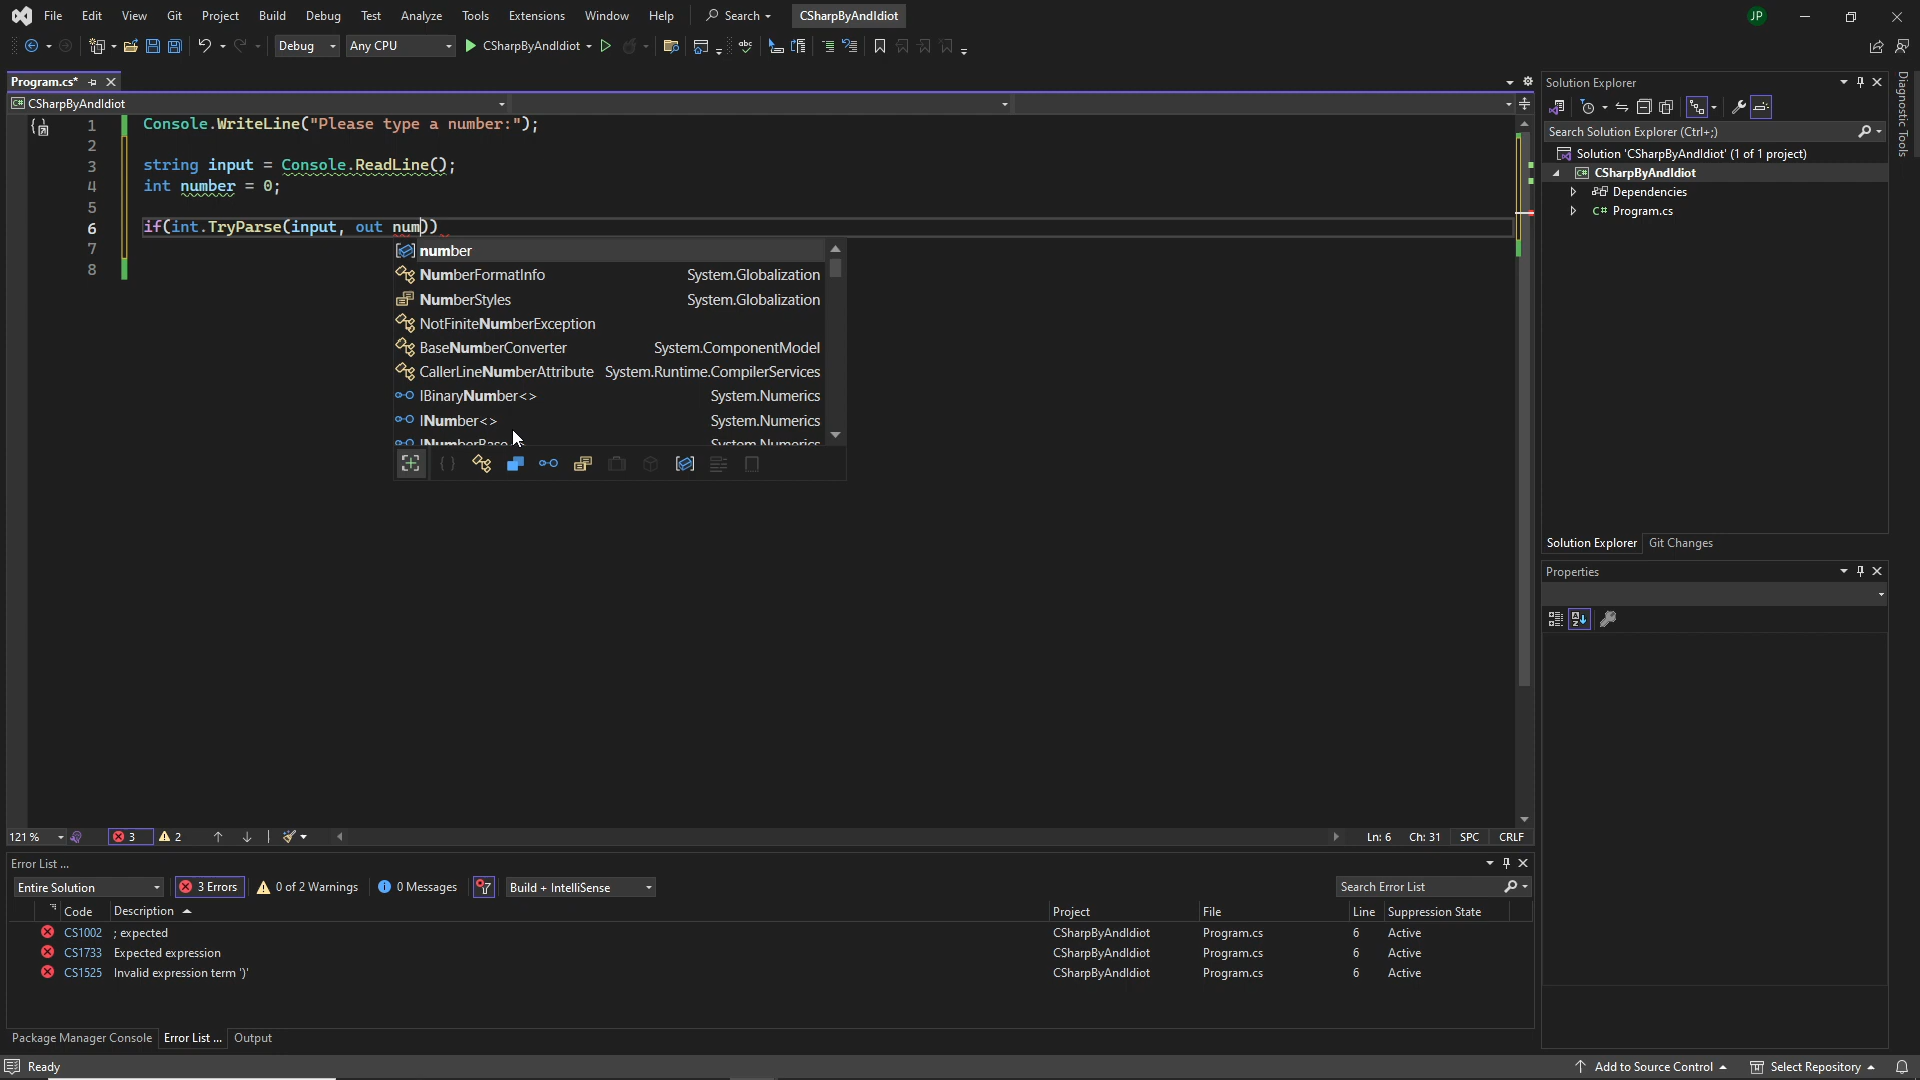 File Edit View Git Project Build Debug Test Analyze Tools Extensions Window Help Search CSharpByAndIdiot JP
Debug Any CPU CSharpByAndIdiot
Program.cs*
CSharpByAndIdiot
1 Console.WriteLine("Please type a number:");
2
3 string input = Console.ReadLine();
4 int number = 0;
5
6 if(int.TryParse(input, out num))
7
8
number
NumberFormatInfo System.Globalization
NumberStyles System.Globalization
NotFiniteNumberException
BaseNumberConverter System.ComponentModel
CallerLineNumberAttribute System.Runtime.CompilerServices
IBinaryNumber<> System.Numerics
INumber<> System.Numerics
INumberBase System.Numerics
121 % 3 2 Ln: 6 Ch: 31 SPC CRLF
Error List ...
Entire Solution 3 Errors 0 of 2 Warnings 0 Messages Build + IntelliSense Search Error List
Code Description Project File Line Suppression State
CS1002 ; expected CSharpByAndIdiot Program.cs 6 Active
CS1733 Expected expression CSharpByAndIdiot Program.cs 6 Active
CS1525 Invalid expression term ')' CSharpByAndIdiot Program.cs 6 Active
Package Manager Console Error List ... Output
Solution Explorer
Search Solution Explorer (Ctrl+;)
Solution 'CSharpByAndIdiot' (1 of 1 project)
CSharpByAndIdiot
Dependencies
C# Program.cs
Solution Explorer Git Changes
Properties
Diagnostic Tools
Ready Add to Source Control Select Repository